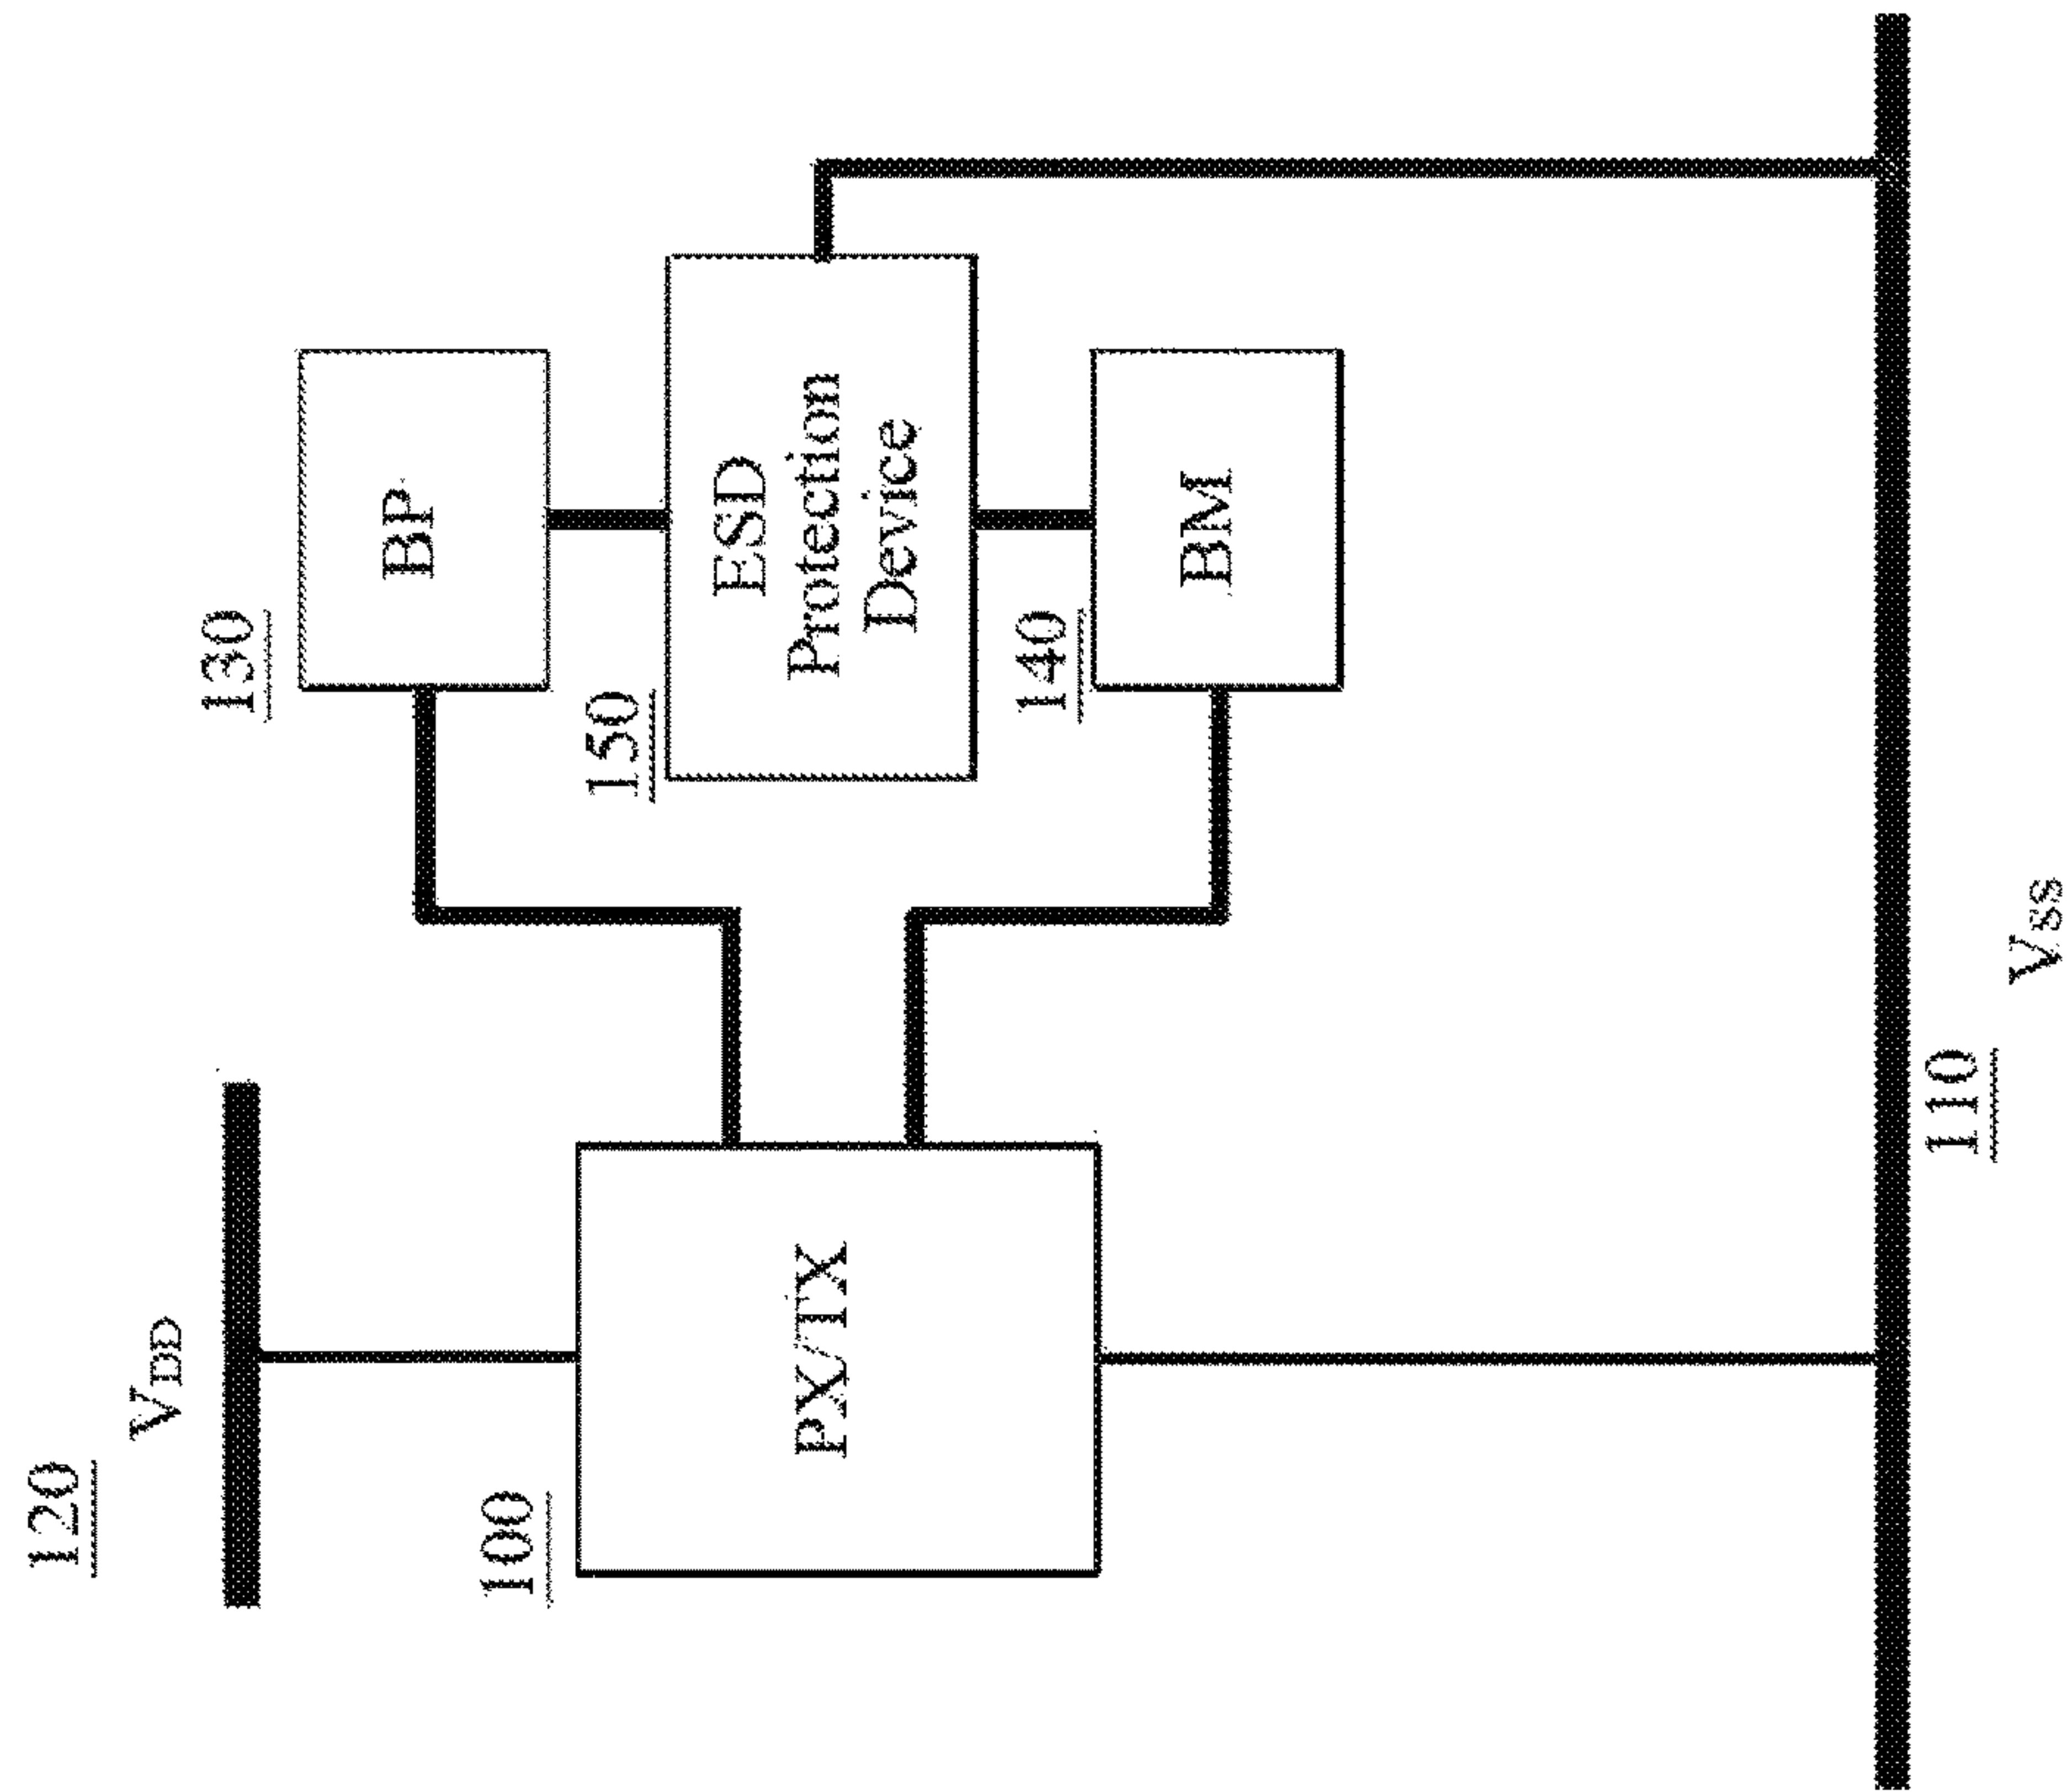 120
VDD
100
PX/TX
130
BP
150
ESD
Protection
Device
140
BM
110
VSS